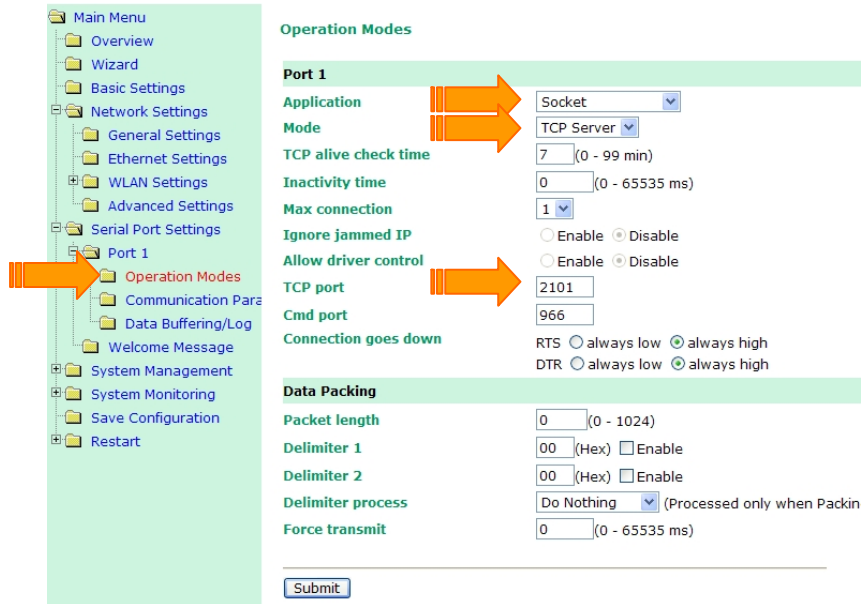 Main Menu
Overview
Wizard
Basic Settings
Network Settings
General Settings
Ethernet Settings
WLAN Settings
Advanced Settings
Serial Port Settings
Port 1
Operation Modes
Communication Para
Data Buffering/Log
Welcome Message
System Management
System Monitoring
Save Configuration
Restart
Operation Modes
Port 1
Application Socket
Mode TCP Server
TCP alive check time 7 (0 - 99 min)
Inactivity time 0 (0 - 65535 ms)
Max connection 1
Ignore jammed IP Enable Disable
Allow driver control Enable Disable
TCP port 2101
Cmd port 966
Connection goes down RTS always low always high
DTR always low always high
Data Packing
Packet length 0 (0 - 1024)
Delimiter 1 00 (Hex) Enable
Delimiter 2 00 (Hex) Enable
Delimiter process Do Nothing (Processed only when Packin
Force transmit 0 (0 - 65535 ms)
Submit